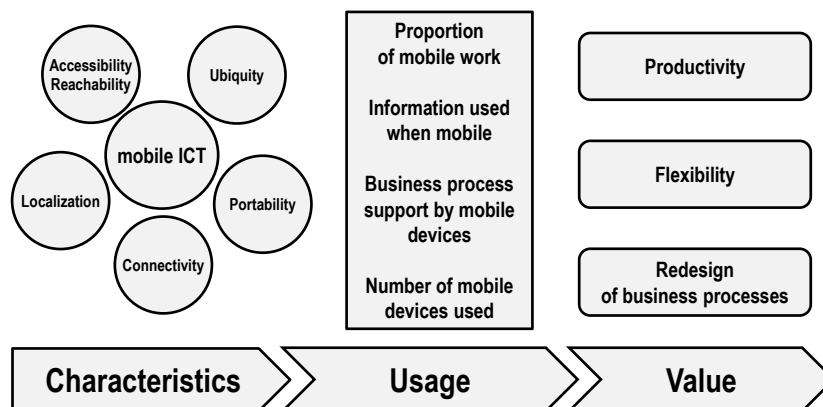 Accessibility
Reachability
Ubiquity
mobile ICT
Localization
Portability
Connectivity
Proportion
of mobile work
Information used
when mobile
Business process
support by mobile
devices
Number of mobile
devices used
Productivity
Flexibility
Redesign
of business processes
Characteristics
Usage
Value